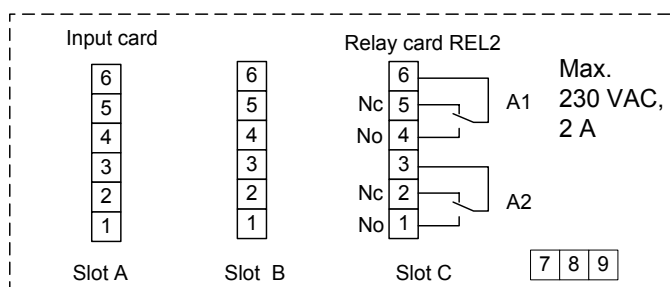 Input card
Relay card REL2
6
5
4
3
2
1
6
5
4
3
2
1
6
Nc 5
No 4
3
Nc 2
No 1
A1
A2
Max.
230 VAC,
2 A
Slot A
Slot B
Slot C
7 8 9